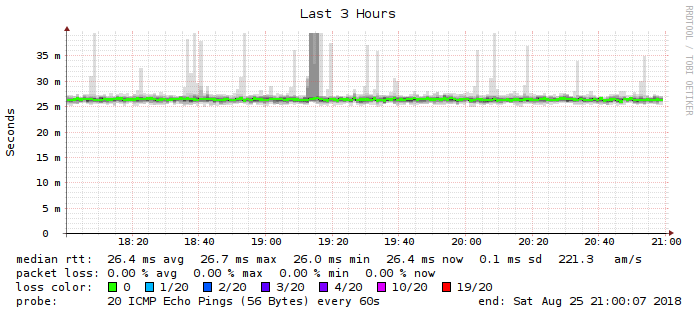 Last 3 Hours
RRDTOOL / TOBI OETIKER
Seconds
35 m
30 m
25 m
20 m
15 m
10 m
5 m
0
18:20 18:40 19:00 19:20 19:40 20:00 20:20 20:40 21:00
median rtt: 26.4 ms avg 26.7 ms max 26.0 ms min 26.4 ms now 0.1 ms sd 221.3 am/s
packet loss: 0.00 % avg 0.00 % max 0.00 % min 0.00 % now
loss color: 0 1/20 2/20 3/20 4/20 10/20 19/20
probe: 20 ICMP Echo Pings (56 Bytes) every 60s end: Sat Aug 25 21:00:07 2018